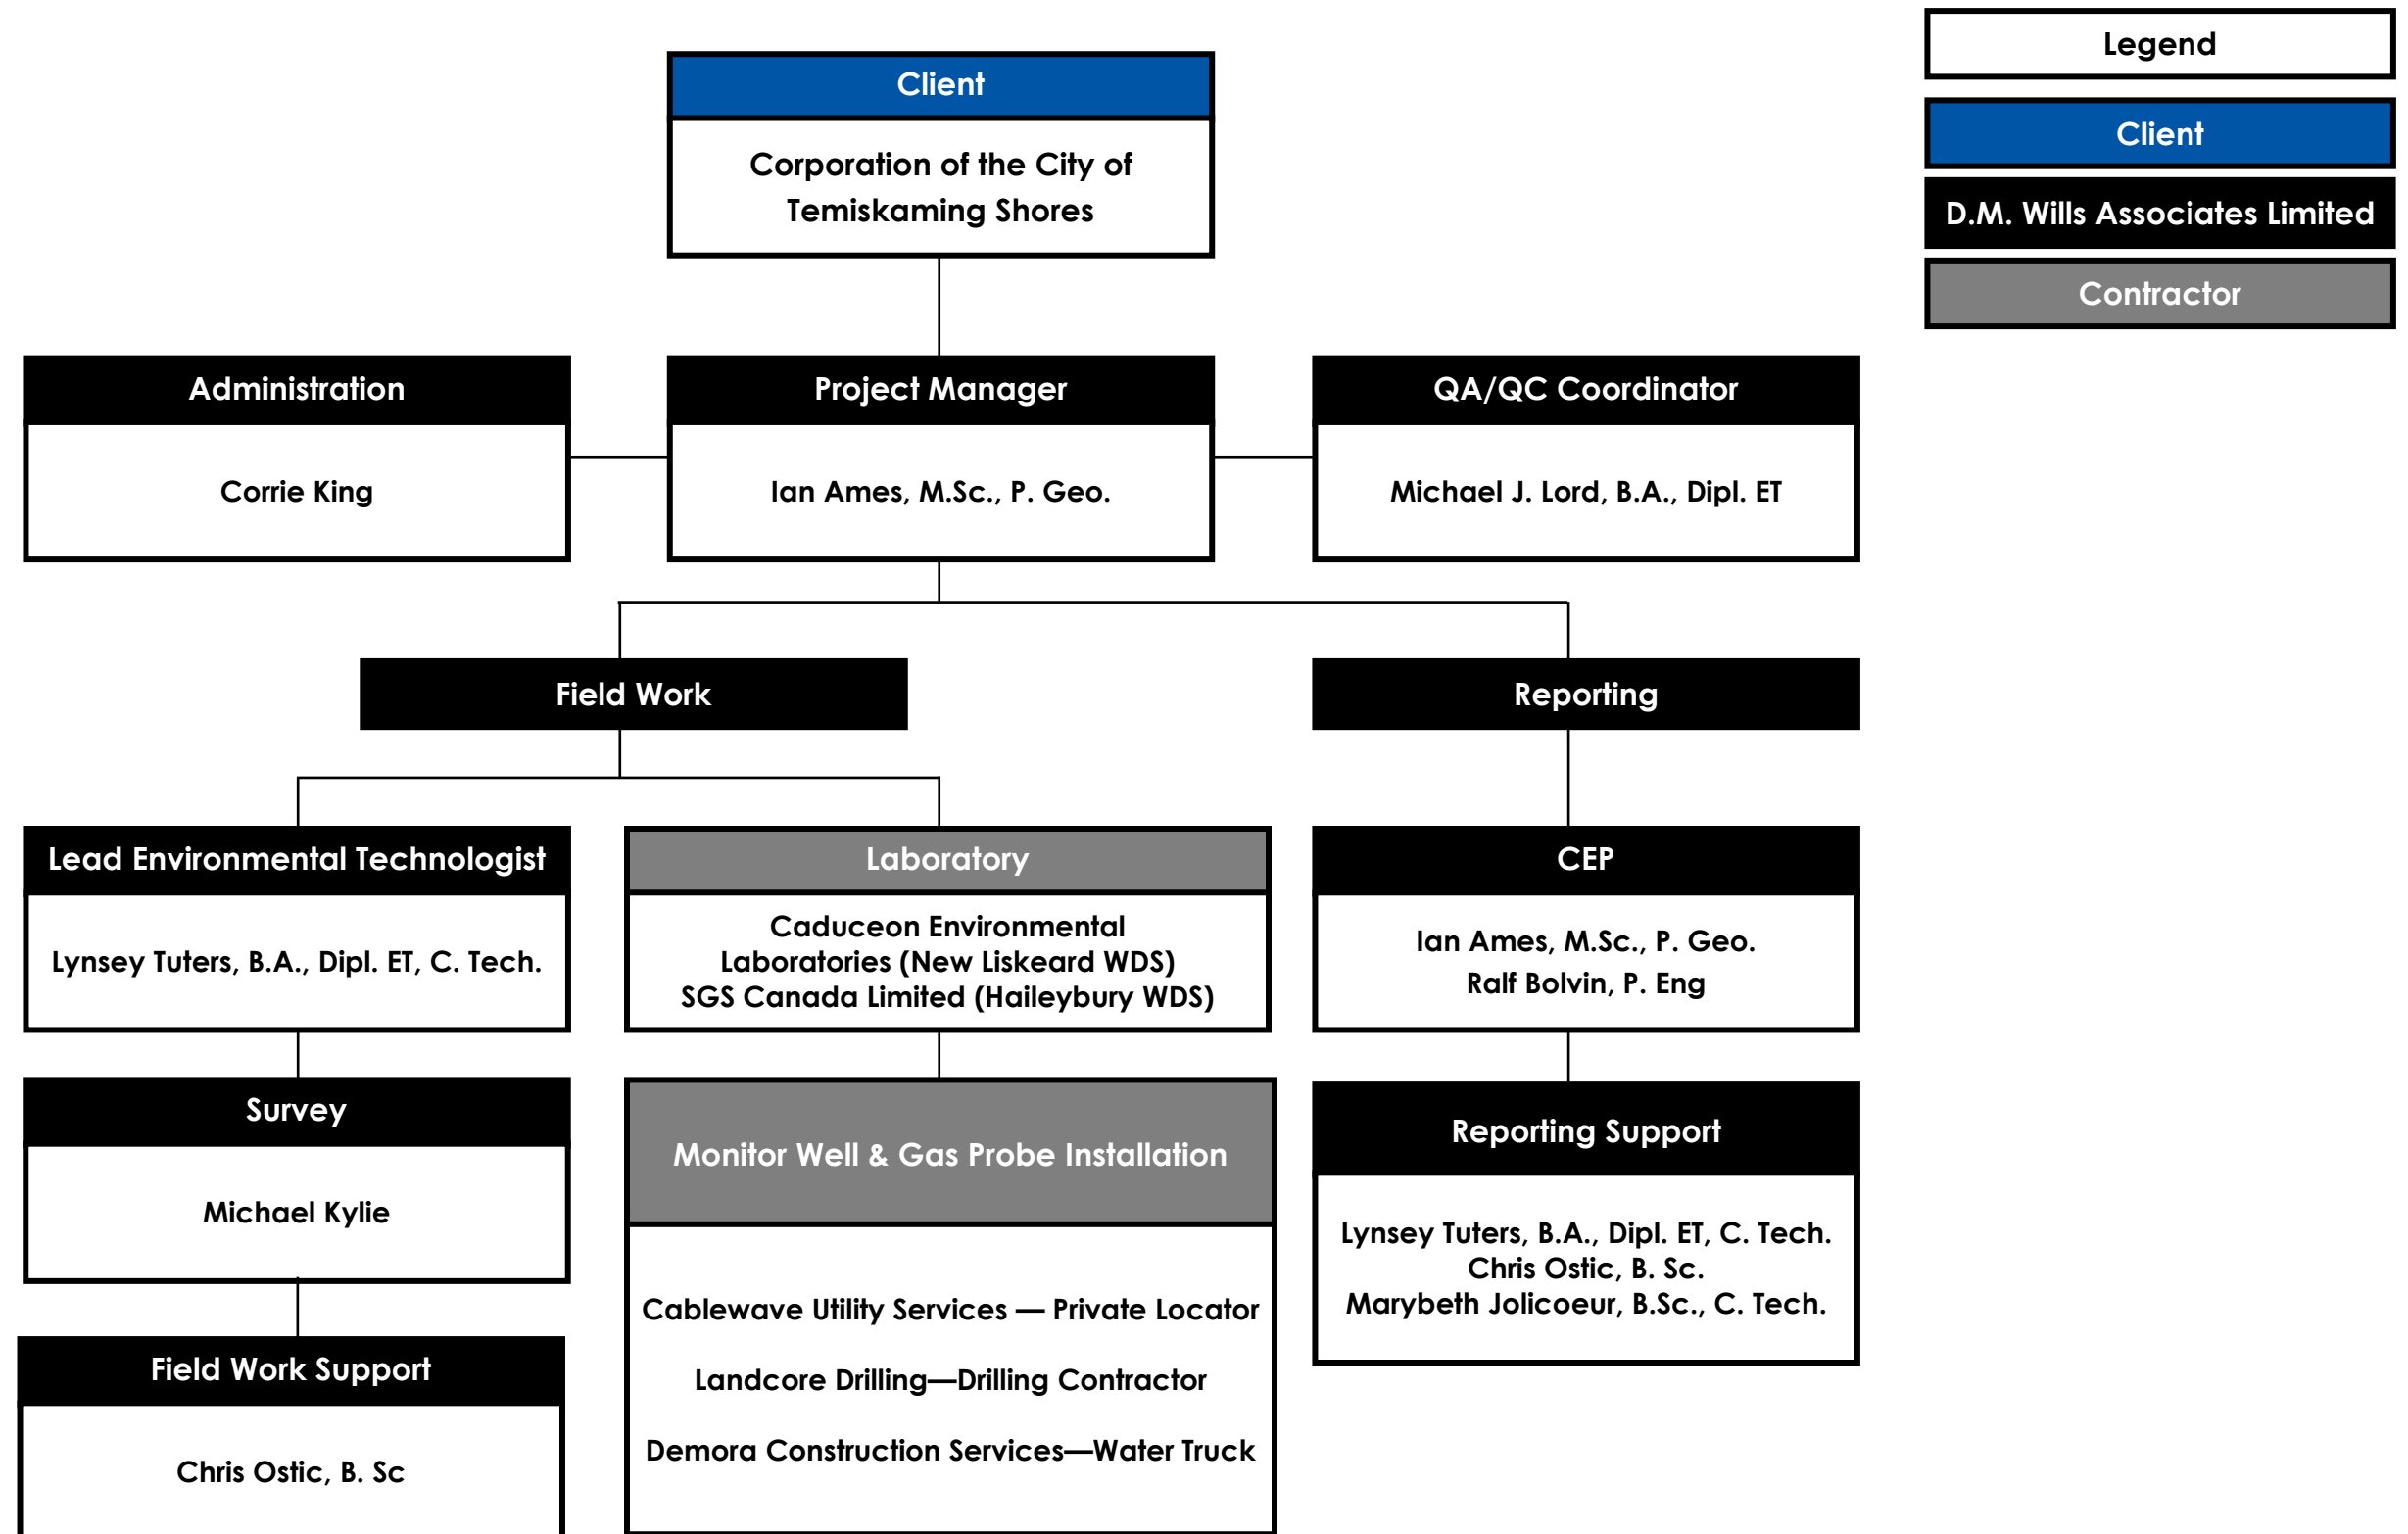 Legend
Client
D.M. Wills Associates Limited
Contractor
Client
Corporation of the City of
Temiskaming Shores
Administration
Corrie King
Project Manager
Ian Ames, M.Sc., P. Geo.
QA/QC Coordinator
Michael J. Lord, B.A., Dipl. ET
Field Work
Reporting
Lead Environmental Technologist
Lynsey Tuters, B.A., Dipl. ET, C. Tech.
Laboratory
Caduceon Environmental
Laboratories (New Liskeard WDS)
SGS Canada Limited (Haileybury WDS)
CEP
Ian Ames, M.Sc., P. Geo.
Ralf Bolvin, P. Eng
Survey
Michael Kylie
Monitor Well & Gas Probe Installation
Cablewave Utility Services — Private Locator
Landcore Drilling—Drilling Contractor
Demora Construction Services—Water Truck
Reporting Support
Lynsey Tuters, B.A., Dipl. ET, C. Tech.
Chris Ostic, B. Sc.
Marybeth Jolicoeur, B.Sc., C. Tech.
Field Work Support
Chris Ostic, B. Sc